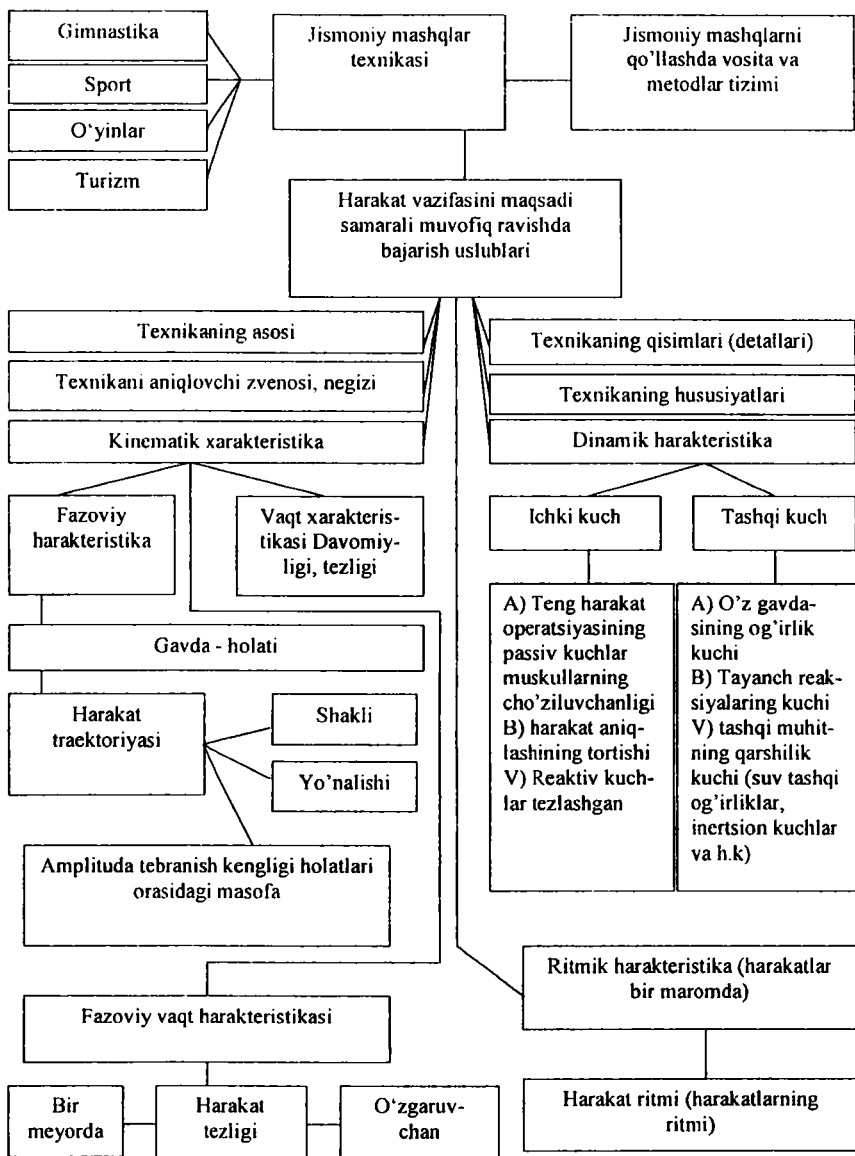 Gimnastika
Sport
O‘yinlar
Turizm
Jismoniy mashqlar
texnikasi
Jismoniy mashqlarni
qo’llashda vosita va
metodlar tizimi
Harakat vazifasini maqsadi
samarali muvofiq ravishda
bajarish uslublari
Texnikaning asosi
Texnikani aniqlovchi zvenosi, negizi
Kinematik xarakteristika
Texnikaning qisimlari (detallari)
Texnikaning hususiyatlari
Dinamik harakteristika
Fazoviy
harakteristika
Vaqt xarakteris-
tikasi Davomiy-
ligi, tezligi
Gavda - holati
Harakat
traektoriyasi
Shakli
Yo’nalishi
Amplituda tebranish kengligi holatlari
orasidagi masofa
Ichki kuch
Tashqi kuch
A) Teng harakat
operatsiyasining
passiv kuchlar
muskullarning
cho’ziluvchanligi
B) harakat aniq-
lashining tortishi
V) Reaktiv kuch-
lar tezlashgan
A) O’z gavda-
sining og’irlik
kuchi
B) Tayanch reak-
siyalaring kuchi
V) tashqi muhit-
ning qarshilik
kuchi (suv tashqi
og’irliklar,
inertsion kuchlar
va h.k)
Fazoviy vaqt harakteristikasi
Bir
meyorda
Harakat
tezligi
O‘zgaruv-
chan
Ritmik harakteristika (harakatlar
bir maromda)
Harakat ritmi (harakatlarning
ritmi)